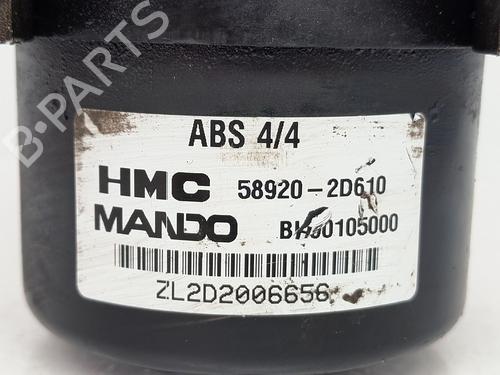 B-PARTS
ABS 4/4
HMC 58920-2D610
MANDO
ZL2D2006656